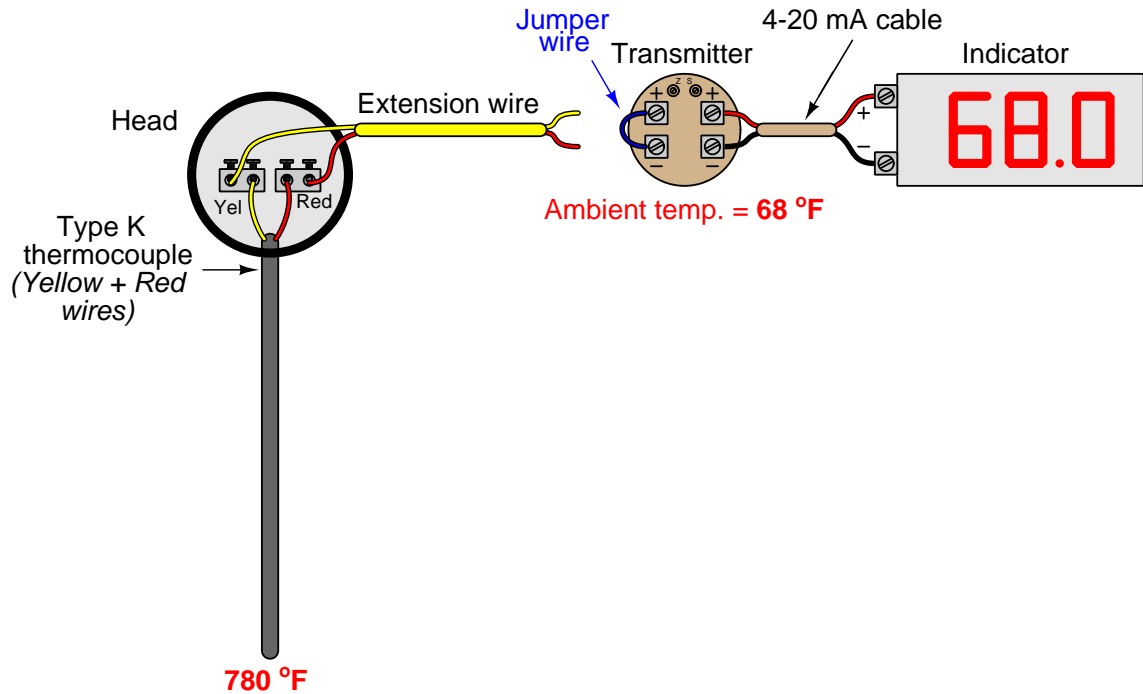 Jumper
wire
Transmitter
4-20 mA cable
Indicator
Head
Extension wire
Z S
+ +
− −
+
−
68.0
Yel
Red
Ambient temp. = 68 °F
Type K
thermocouple
(Yellow + Red
wires)
780 °F